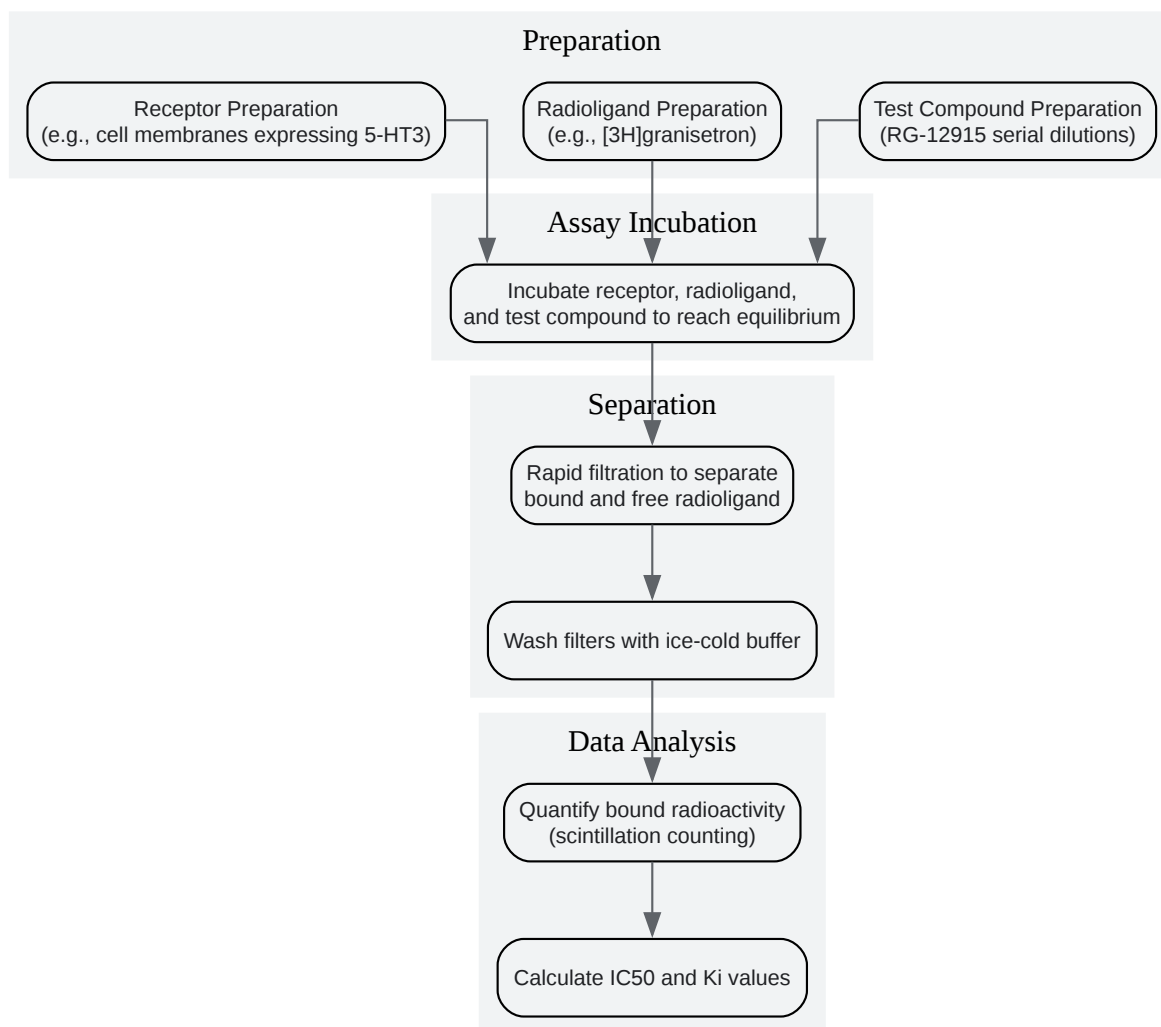 Preparation
Receptor Preparation
(e.g., cell membranes expressing 5-HT3)
Radioligand Preparation
(e.g., [3H]granisetron)
Test Compound Preparation
(RG-12915 serial dilutions)
Assay Incubation
Incubate receptor, radioligand,
and test compound to reach equilibrium
Separation
Rapid filtration to separate
bound and free radioligand
Wash filters with ice-cold buffer
Data Analysis
Quantify bound radioactivity
(scintillation counting)
Calculate IC50 and Ki values